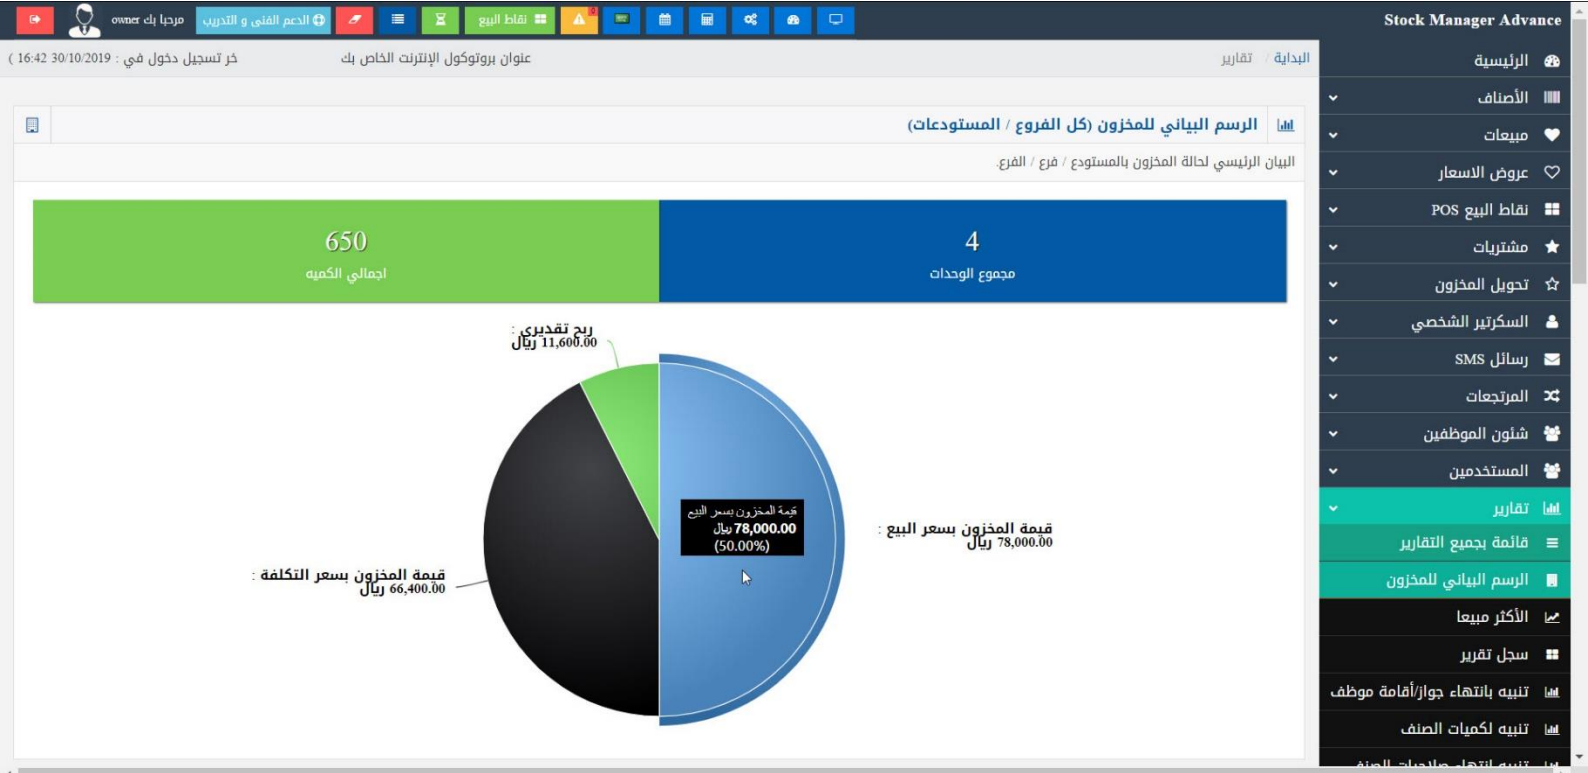 Stock Manager Advance
نقاط البيع
0
الدعم الفنى و التدريب
مرحبا بك owner
البداية / تقارير
عنوان بروتوكول الإنترنت الخاص بك
خر تسجيل دخول في : 30/10/2019 16:42 )
الرئيسية
الأصناف
مبيعات
عروض الاسعار
نقاط البيع POS
مشتريات
تحويل المخزون
السكرتير الشخصي
رسائل SMS
المرتجعات
شئون الموظفين
المستخدمين
تقارير
قائمة بجميع التقارير
الرسم البياني للمخزون
الأكثر مبيعا
سجل تقرير
تنبيه بانتهاء جواز/أقامة موظف
تنبيه لكميات الصنف
تنبيه انتهاء صلاحيات الصنف
الرسم البياني للمخزون (كل الفروع / المستودعات)
البيان الرئيسي لحالة المخزون بالمستودع / فرع / الفرع.
4
مجموع الوحدات
650
اجمالي الكميه
ربح تقديري :
11,600.00 ريال
قيمة المخزون بسعر البيع
78,000.00 ريال
(50.00%)
قيمة المخزون بسعر البيع :
78,000.00 ريال
قيمة المخزون بسعر التكلفة :
66,400.00 ريال